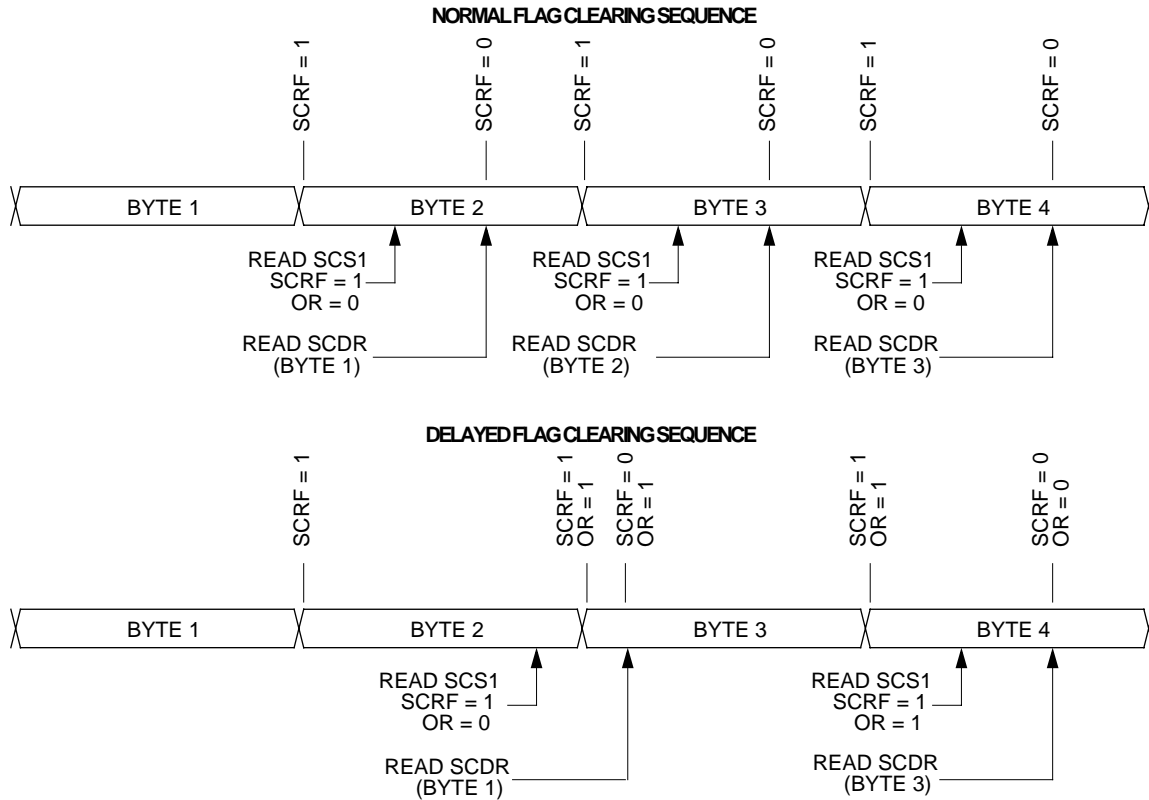 NORMAL FLAG CLEARING SEQUENCE
SCRF = 1
SCRF = 0
SCRF = 1
SCRF = 0
SCRF = 1
SCRF = 0
BYTE 1
BYTE 2
BYTE 3
BYTE 4
READ SCS1
SCRF = 1
OR = 0
READ SCS1
SCRF = 1
OR = 0
READ SCS1
SCRF = 1
OR = 0
READ SCDR
(BYTE 1)
READ SCDR
(BYTE 2)
READ SCDR
(BYTE 3)
DELAYED FLAG CLEARING SEQUENCE
SCRF = 1
SCRF = 1
OR = 1
SCRF = 0
OR = 1
SCRF = 1
OR = 1
SCRF = 0
OR = 0
BYTE 1
BYTE 2
BYTE 3
BYTE 4
READ SCS1
SCRF = 1
OR = 0
READ SCS1
SCRF = 1
OR = 1
READ SCDR
(BYTE 1)
READ SCDR
(BYTE 3)